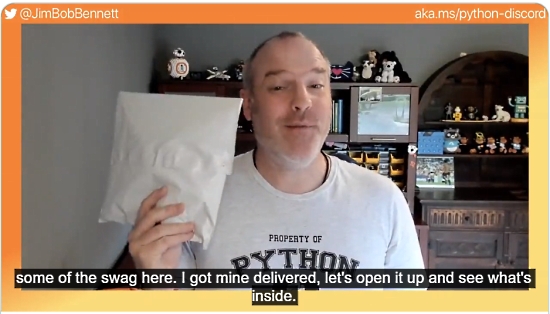 @JimBobBennett
aka.ms/python-discord
PROPERTY OF
PYTHON
some of the swag here. I got mine delivered, let's open it up and see what's
inside.